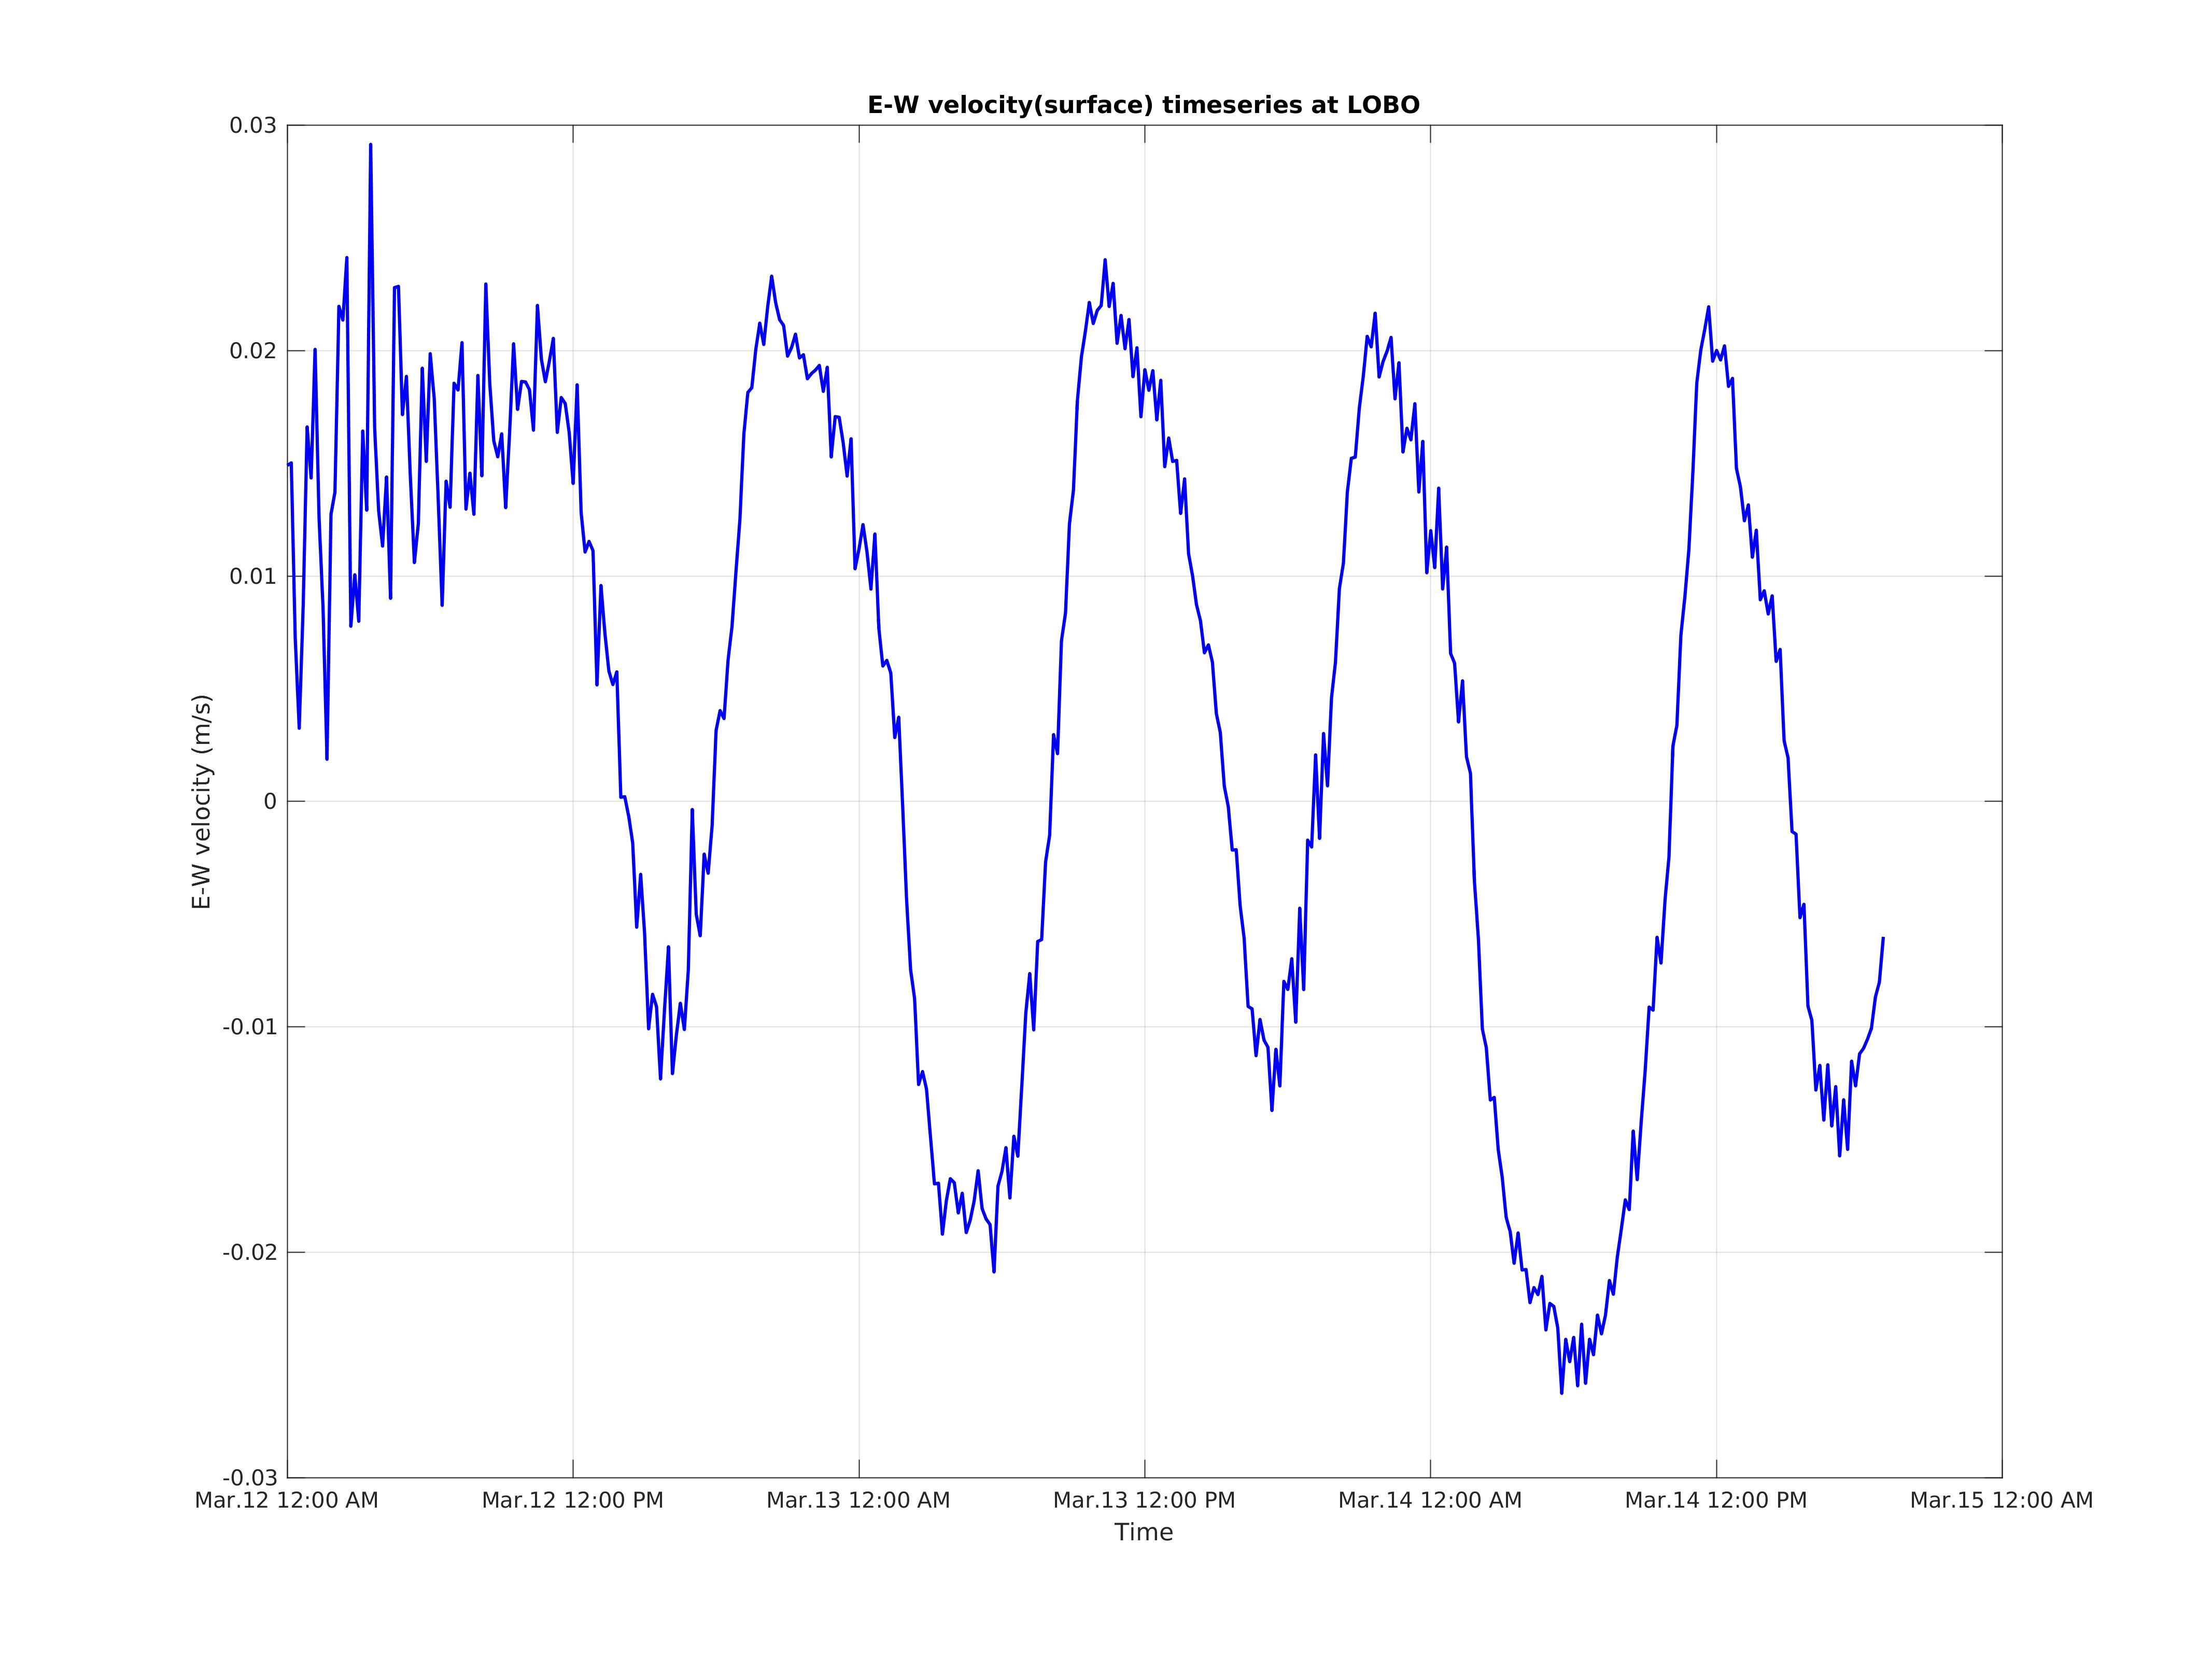 E-W velocity(surface) timeseries at LOBO
0.03
0.02
0.01
0
-0.01
-0.02
-0.03
E-W velocity (m/s)
Mar.12 12:00 AM
Mar.12 12:00 PM
Mar.13 12:00 AM
Mar.13 12:00 PM
Mar.14 12:00 AM
Mar.14 12:00 PM
Mar.15 12:00 AM
Time